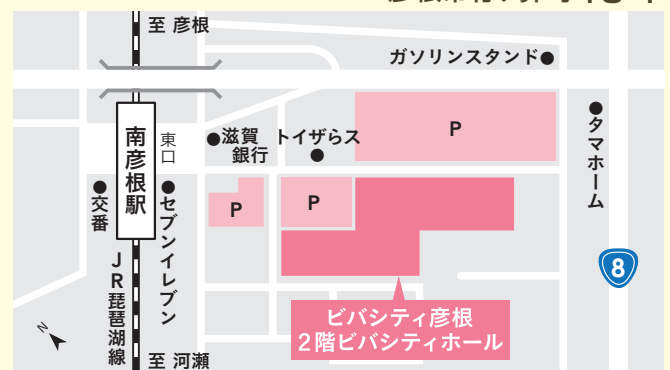 至 彦根
ガソリンスタンド
P
タマホーム
滋賀
銀行
トイザらス
南彦根駅
東口
交番
セブンイレブン
P
P
8
JR琵琶湖線
ビバシティ彦根
2階ビバシティホール
N
至 河瀬